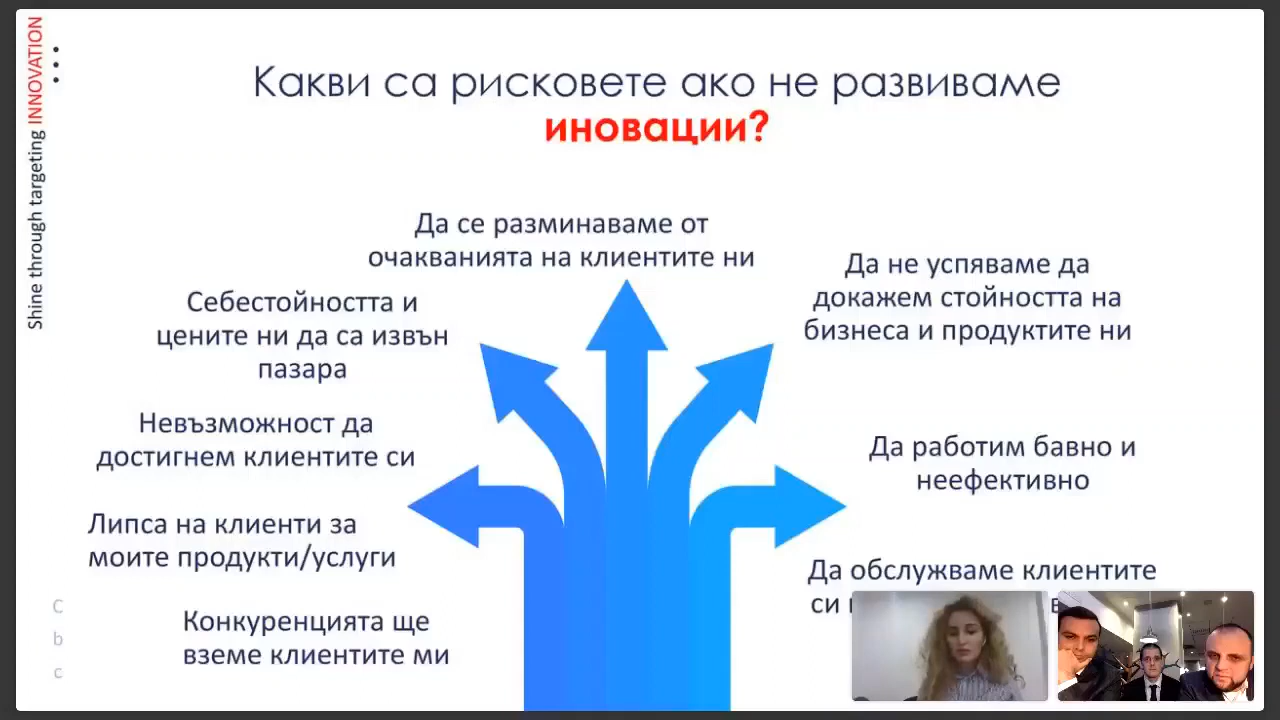 Shine through targeting INNOVATION
Какви са рисковете ако не развиваме
иновации?
Да се разминаваме от
очакванията на клиентите ни
Да не успяваме да
докажем стойността на
бизнеса и продуктите ни
Себестойността и
цените ни да са извън
пазара
Невъзможност да
достигнем клиентите си
Да работим бавно и
неефективно
Липса на клиенти за
моите продукти/услуги
Да обслужваме клиентите
си
Конкуренцията ще
вземе клиентите ми
C
b
c